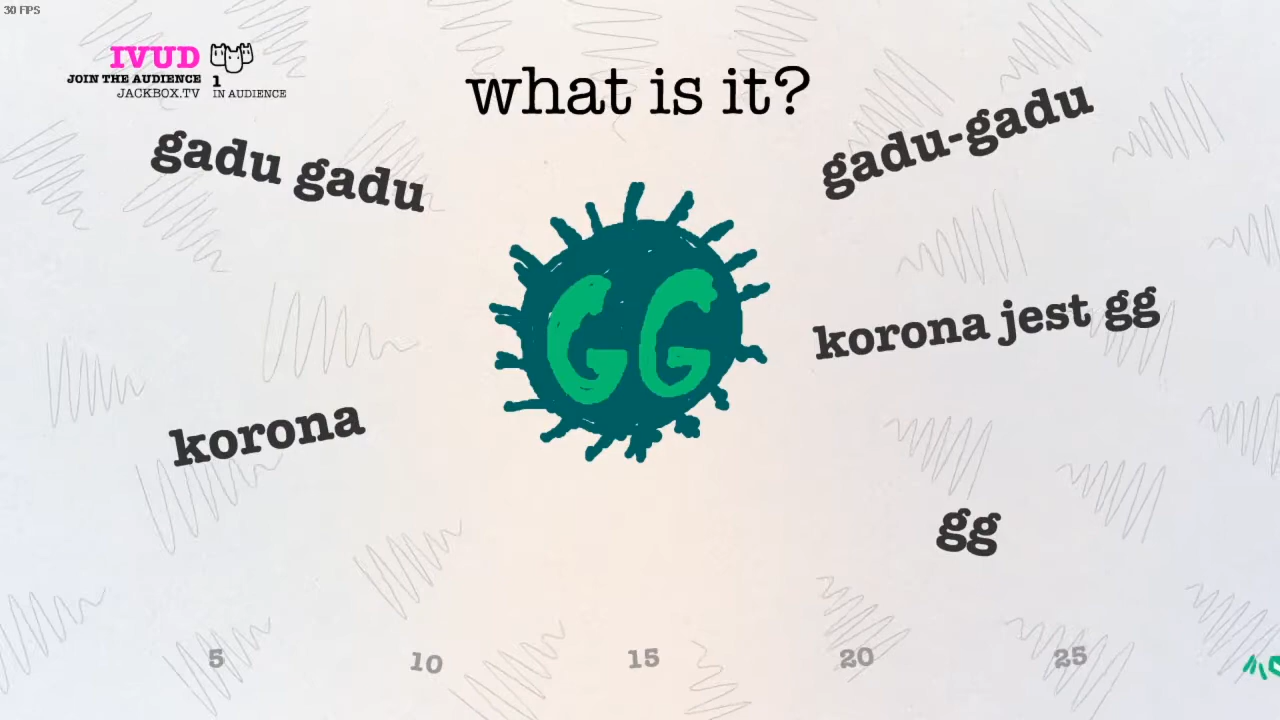 30 FPS
IVUD
JOIN THE AUDIENCE
JACKBOX.TV
1
IN AUDIENCE
what is it?
gadu gadu
gadu-gadu
GG
korona jest gg
korona
gg
5 10 15 20 25